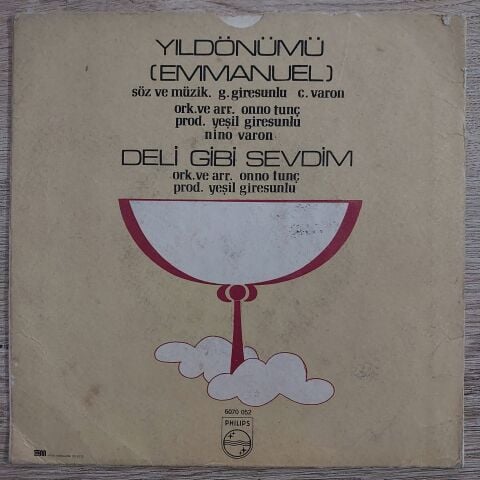 YILDÖNÜMÜ
(EMMANUEL)
söz ve müzik. g. giresunlu c. varon
ork.ve arr. onno tunç
prod. yeşil giresunlu
nino varon
DELİ GİBİ SEVDİM
ork.ve arr. onno tunç
prod. yeşil giresunlu
6070 052
PHILIPS